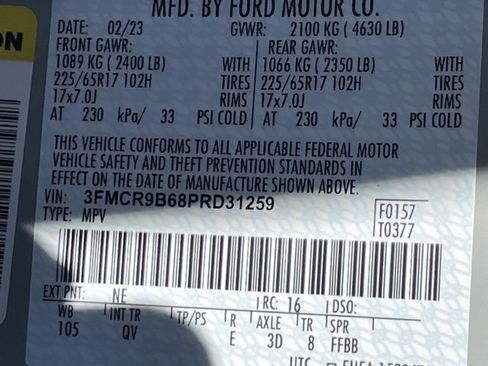 MFD. BY FORD MOTOR CO.
ON
DATE: 02/23 GVWR: 2100 KG ( 4630 LB)
FRONT GAWR: REAR GAWR:
1089 KG ( 2400 LB) WITH 1066 KG ( 2350 LB) WITH
225/65R17 102H TIRES 225/65R17 102H TIRES
17x7.0J RIMS 17x7.0J RIMS
AT 230 kPa/ 33 PSI COLD AT 230 kPa/ 33 PSI COLD
THIS VEHICLE CONFORMS TO ALL APPLICABLE FEDERAL MOTOR
VEHICLE SAFETY AND THEFT PREVENTION STANDARDS IN
EFFECT ON THE DATE OF MANUFACTURE SHOWN ABOVE.
VIN: 3FMCR9B68PRD31259 F0157
TYPE: MPV T0377
EXT PNT: NE RC: 16 DSO:
WB INT TR TP/PS R AXLE TR SPR
105 QV E 3D 8 FFBB
UTC